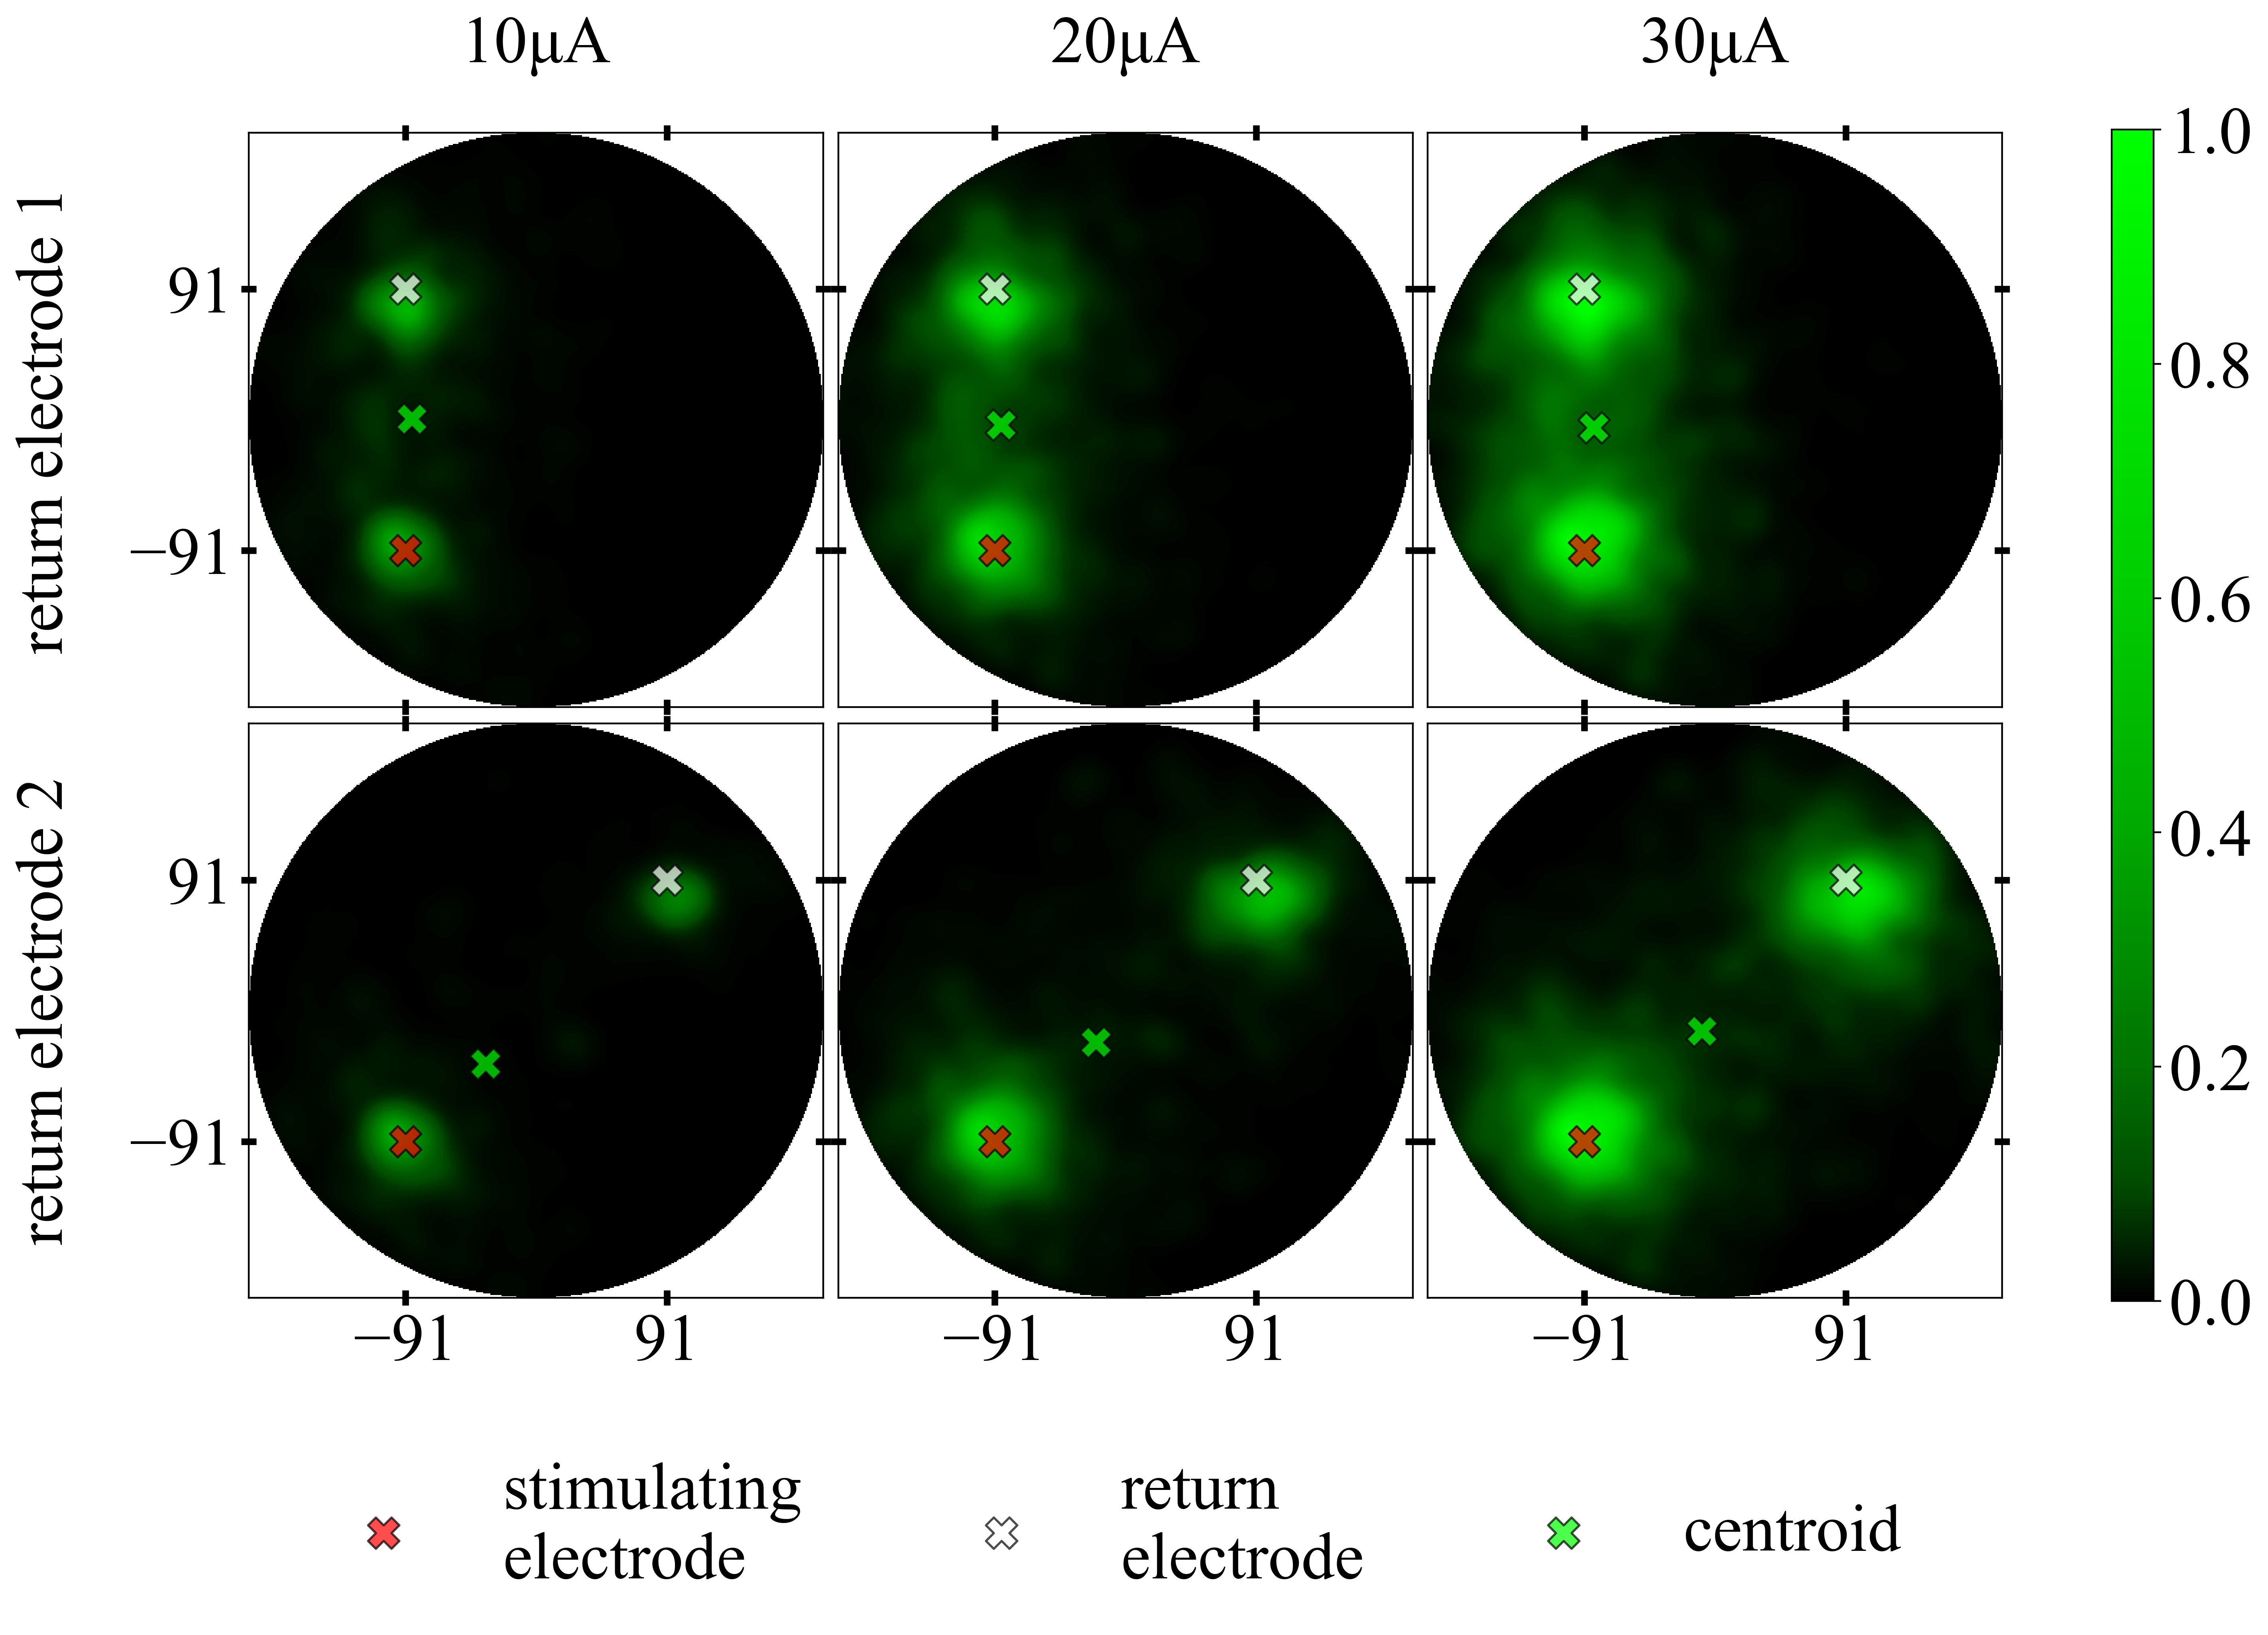 10µA 20µA 30µA
return electrode 1
91
−91
return electrode 2
91
−91
−91 91 −91 91 −91 91
1.0
0.8
0.6
0.4
0.2
0.0
stimulating
electrode
return
electrode
centroid